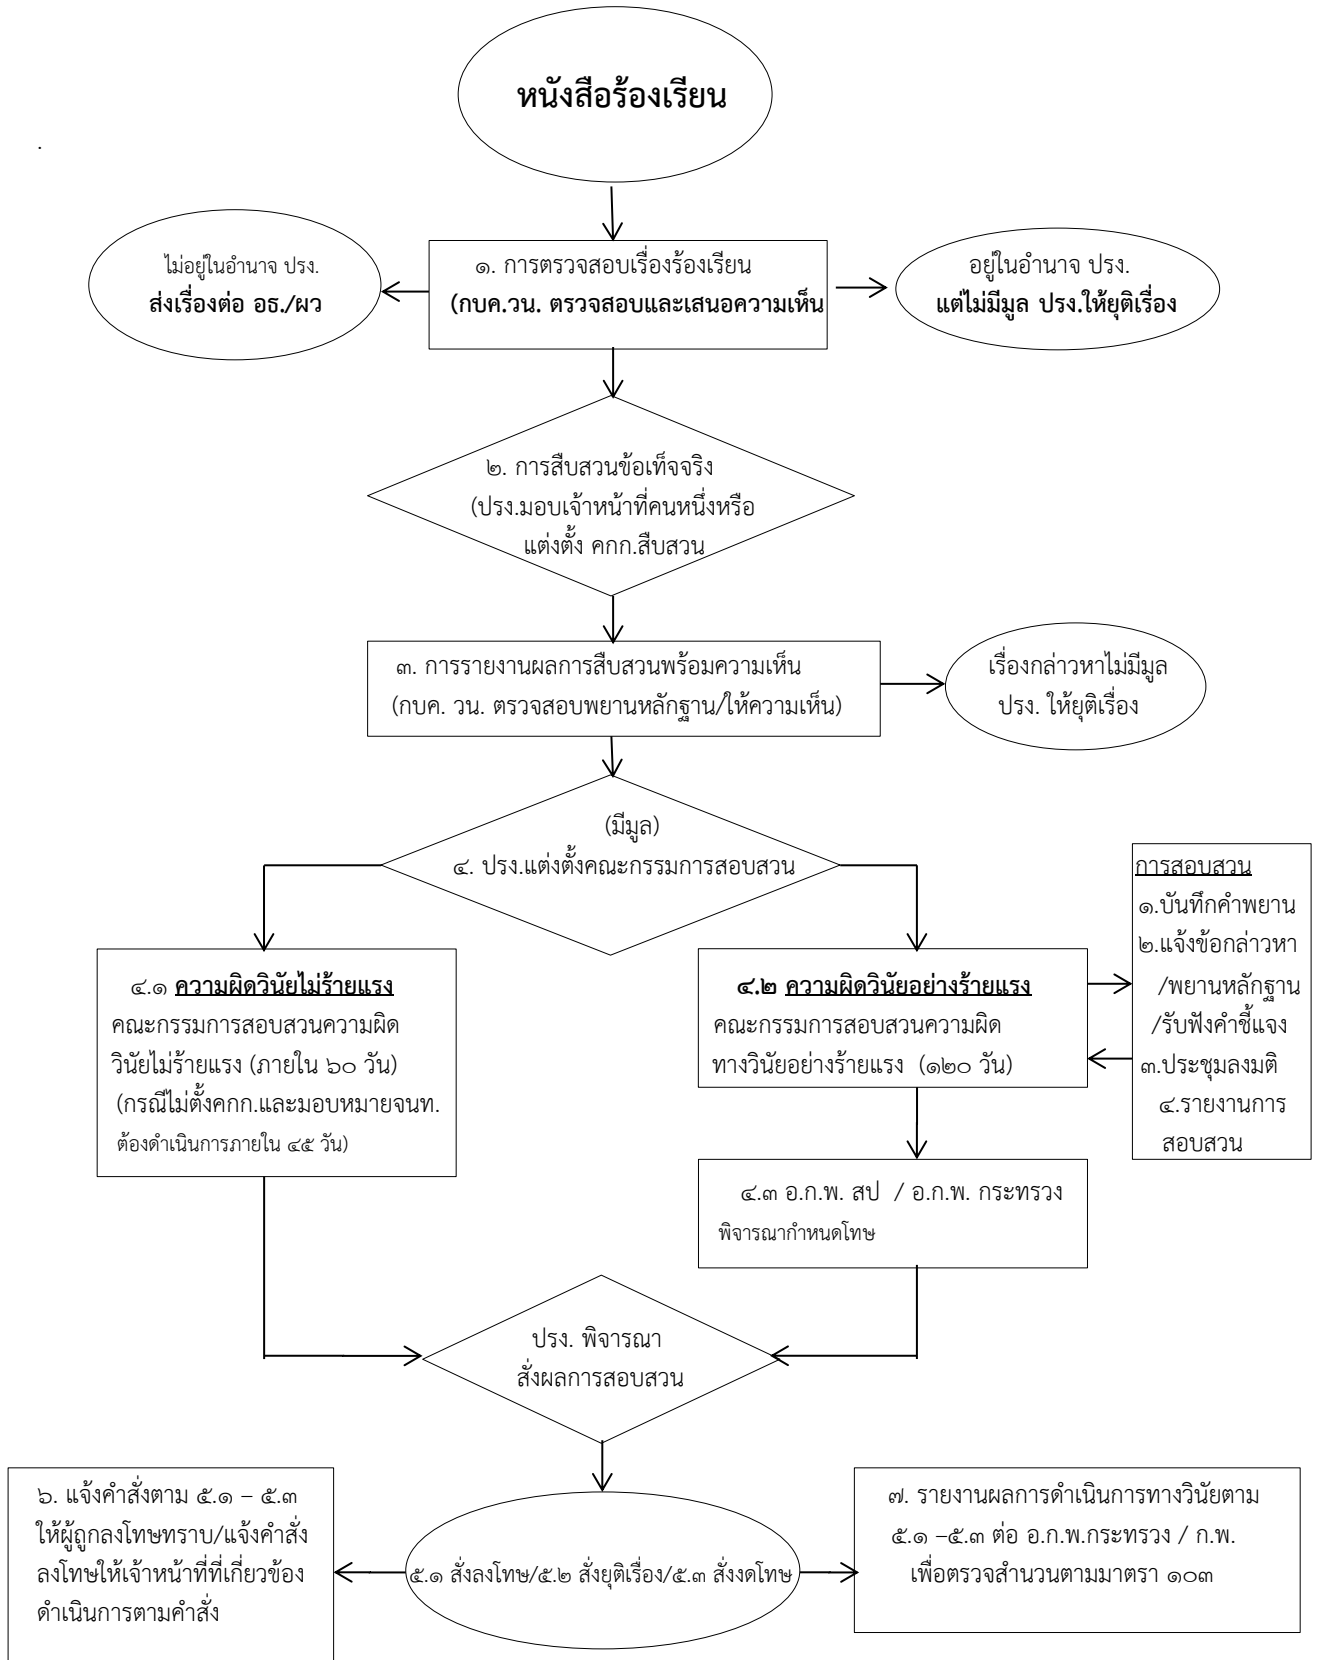 หนังสือร้องเรียน
.
ไม่อยู่ในอำนาจ ปรง.
ส่งเรื่องต่อ อธ./ผว
๑. การตรวจสอบเรื่องร้องเรียน
(กบค.วน. ตรวจสอบและเสนอความเห็น
อยู่ในอำนาจ ปรง.
แต่ไม่มีมูล ปรง.ให้ยุติเรื่อง
๒. การสืบสวนข้อเท็จจริง
(ปรง.มอบเจ้าหน้าที่คนหนึ่งหรือ
แต่งตั้ง คกก.สืบสวน
๓. การรายงานผลการสืบสวนพร้อมความเห็น
(กบค. วน. ตรวจสอบพยานหลักฐาน/ให้ความเห็น)
เรื่องกล่าวหาไม่มีมูล
ปรง. ให้ยุติเรื่อง
(มีมูล)
๔. ปรง.แต่งตั้งคณะกรรมการสอบสวน
๔.๑ ความผิดวินัยไม่ร้ายแรง
คณะกรรมการสอบสวนความผิด
วินัยไม่ร้ายแรง (ภายใน ๖๐ วัน)
(กรณีไม่ตั้งคกก.และมอบหมายจนท.
ต้องดำเนินการภายใน ๔๕ วัน)
๔.๒ ความผิดวินัยอย่างร้ายแรง
คณะกรรมการสอบสวนความผิด
ทางวินัยอย่างร้ายแรง (๑๒๐ วัน)
การสอบสวน
๑.บันทึกคำพยาน
๒.แจ้งข้อกล่าวหา
/พยานหลักฐาน
/รับฟังคำชี้แจง
๓.ประชุมลงมติ
๔.รายงานการ
สอบสวน
๔.๓ อ.ก.พ. สป / อ.ก.พ. กระทรวง
พิจารณากำหนดโทษ
ปรง. พิจารณา
สั่งผลการสอบสวน
๖. แจ้งคำสั่งตาม ๕.๑ – ๕.๓
ให้ผู้ถูกลงโทษทราบ/แจ้งคำสั่ง
ลงโทษให้เจ้าหน้าที่ที่เกี่ยวข้อง
ดำเนินการตามคำสั่ง
๕.๑ สั่งลงโทษ/๕.๒ สั่งยุติเรื่อง/๕.๓ สั่งงดโทษ
๗. รายงานผลการดำเนินการทางวินัยตาม
๕.๑ –๕.๓ ต่อ อ.ก.พ.กระทรวง / ก.พ.
เพื่อตรวจสำนวนตามมาตรา ๑๐๓